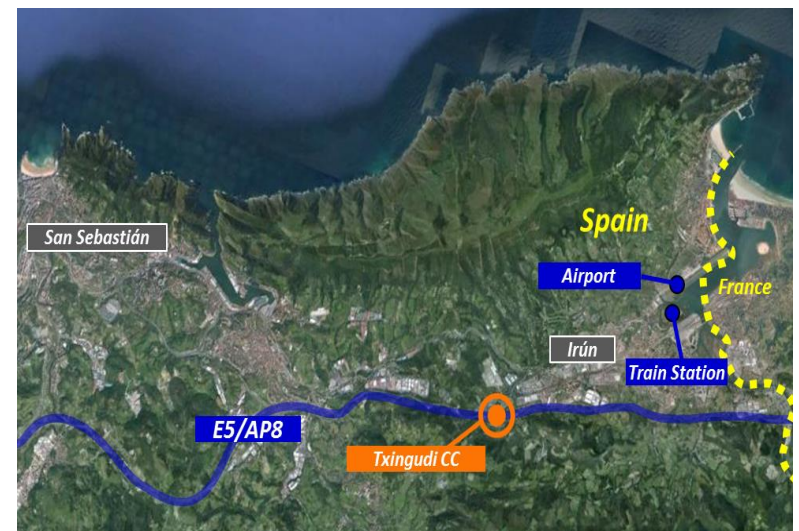 San Sebastián
Spain
Airport
France
Irún
Train Station
E5/AP8
Txingudi CC